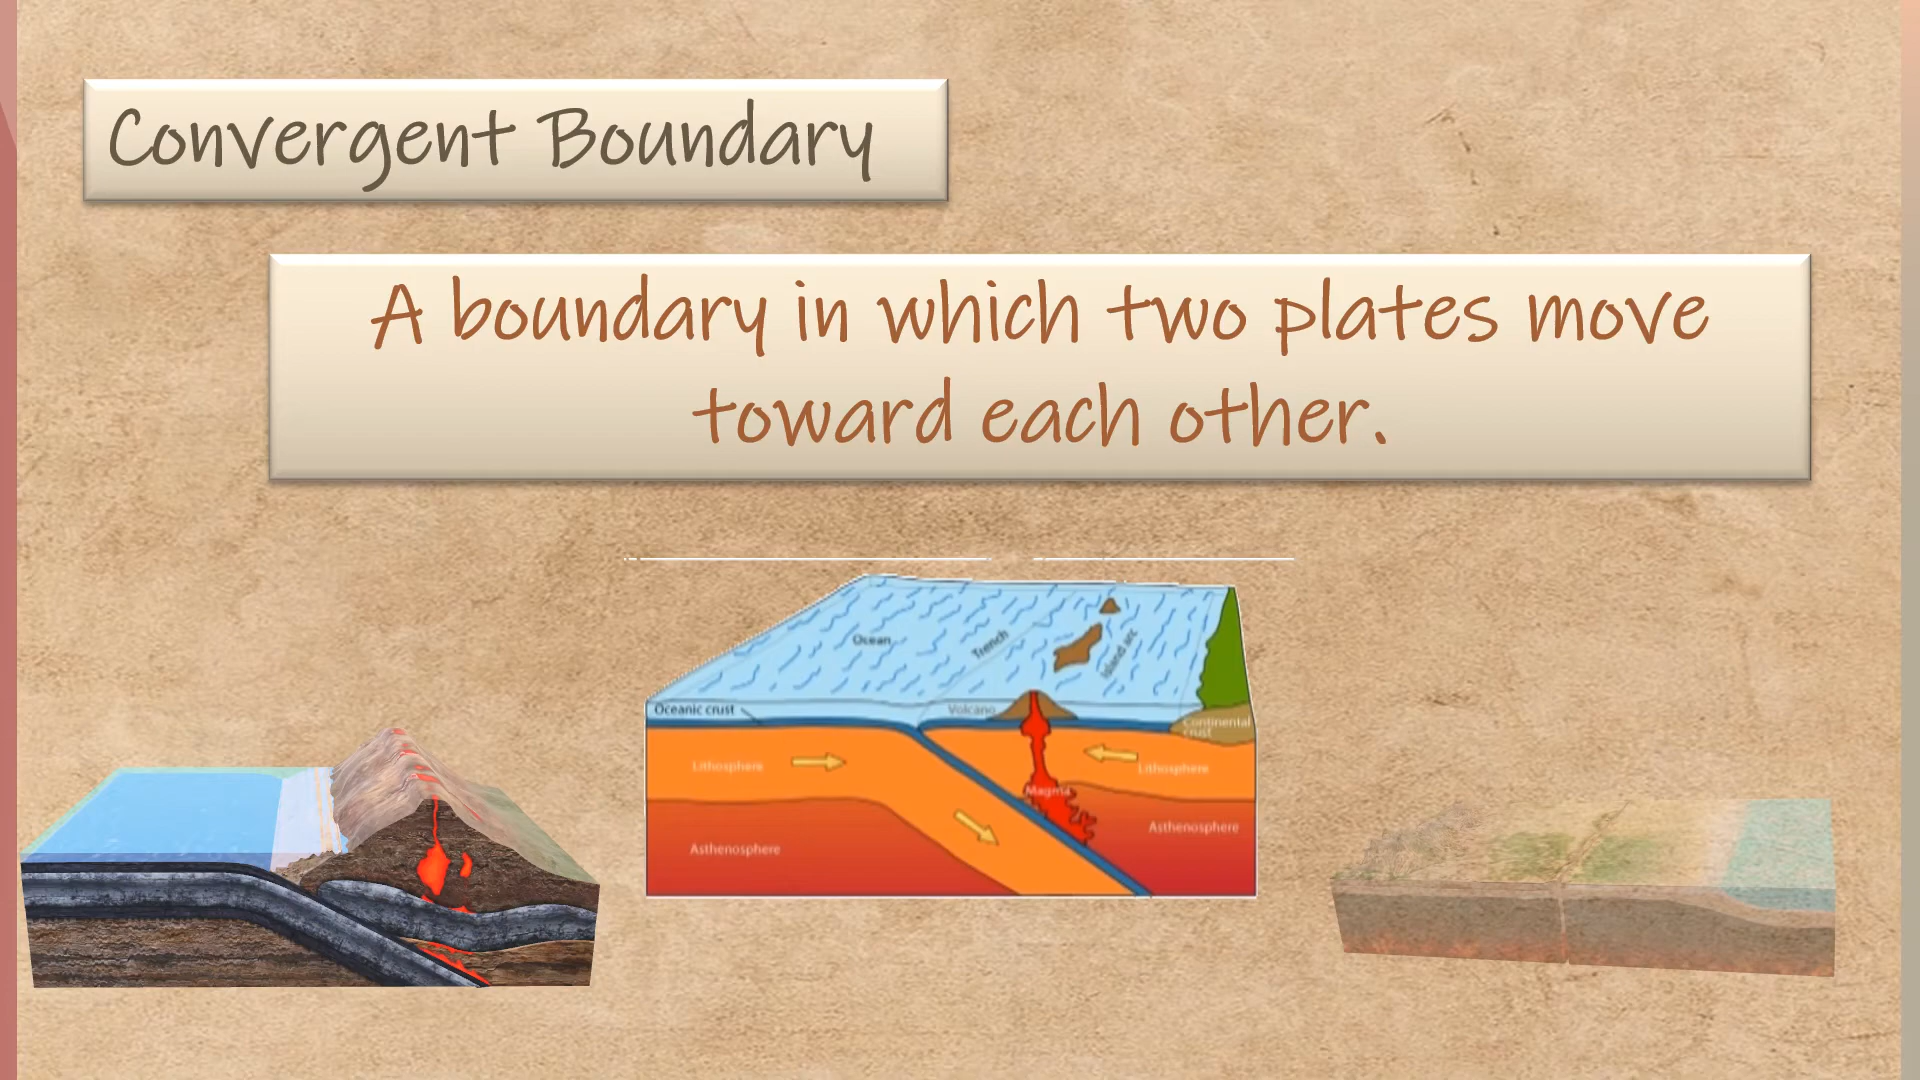 Convergent Boundary
A boundary in which two plates move
toward each other.
Ocean
Trench
Island arc
Oceanic crust
Volcano
Continental
crust
Lithosphere
Lithosphere
Magma
Asthenosphere
Asthenosphere